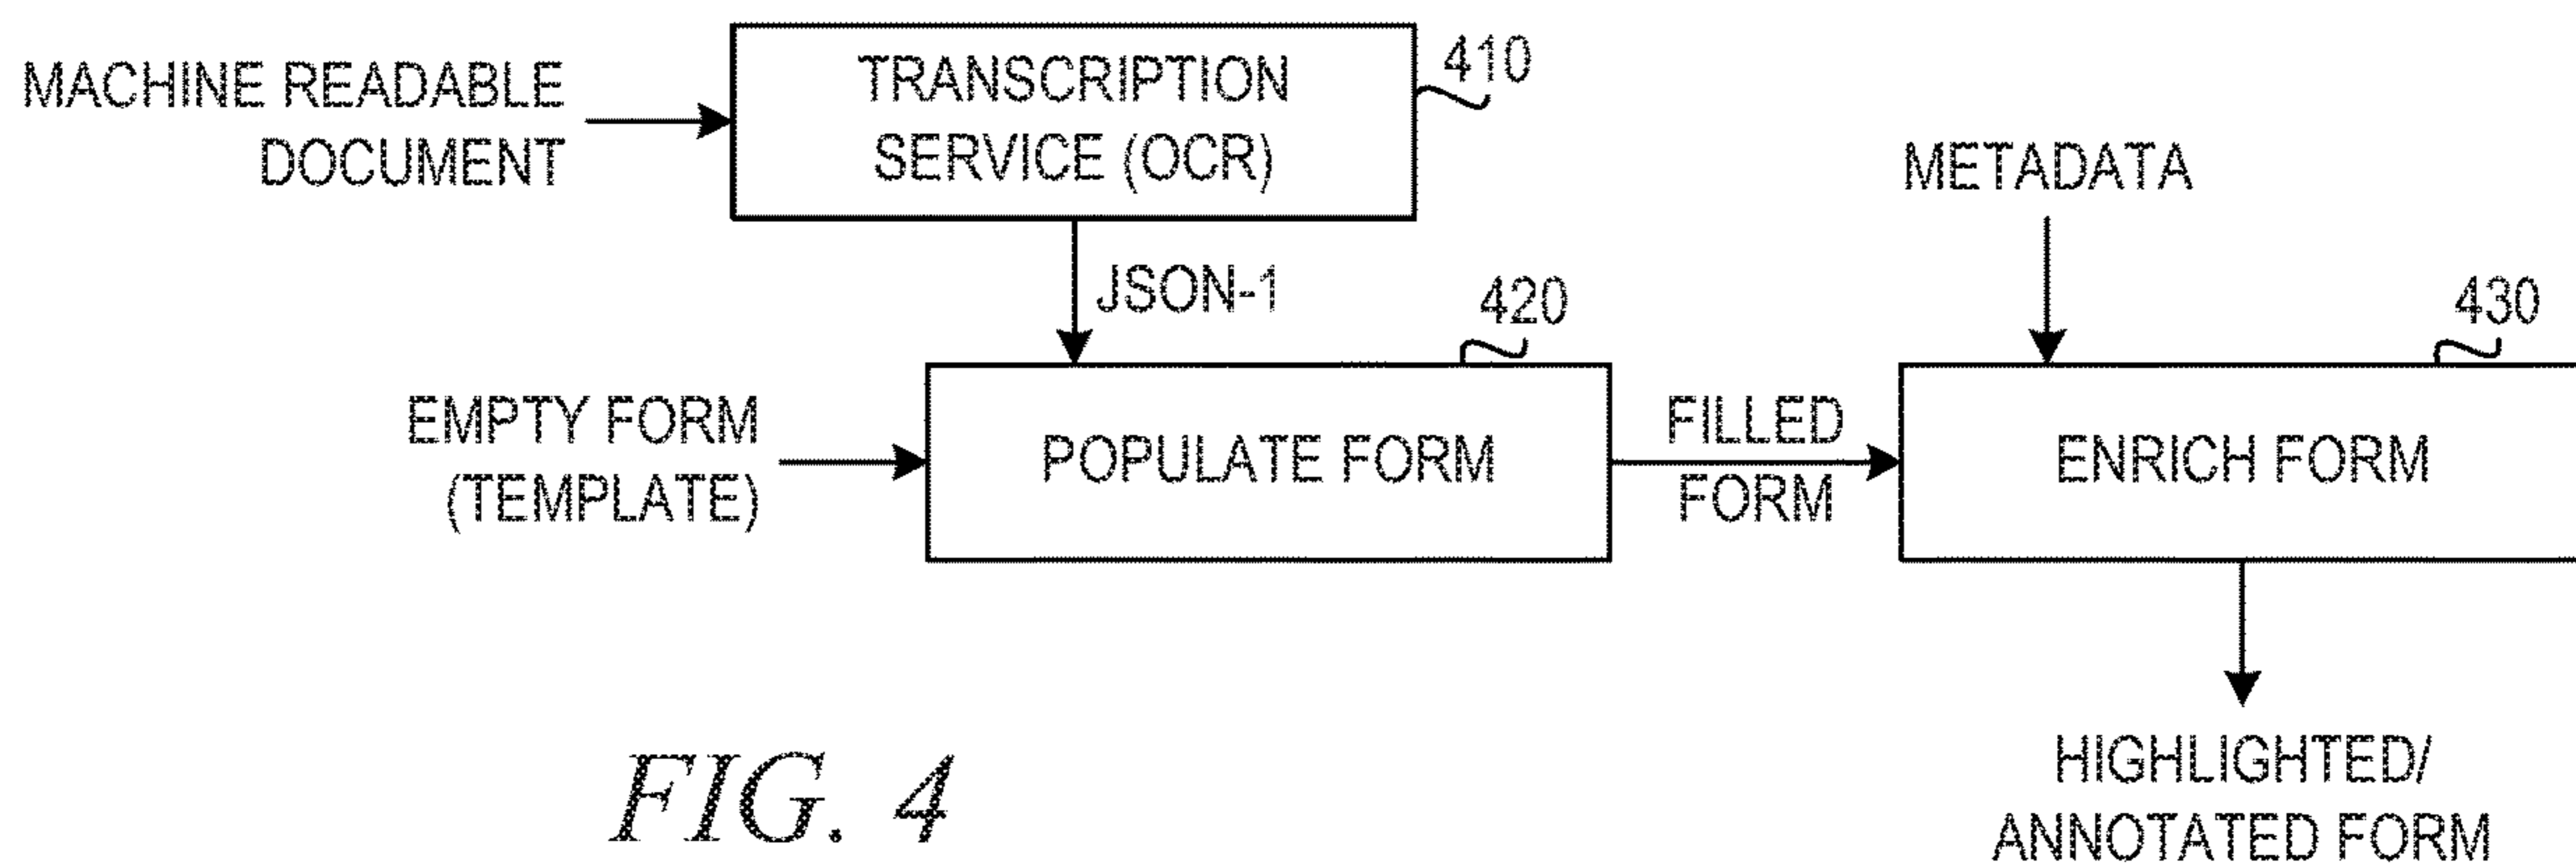 MACHINE READABLE
DOCUMENT
TRANSCRIPTION
SERVICE (OCR)
410
METADATA
JSON-1
420
430
EMPTY FORM
(TEMPLATE)
POPULATE FORM
FILLED
FORM
ENRICH FORM
HIGHLIGHTED/
ANNOTATED FORM
FIG. 4